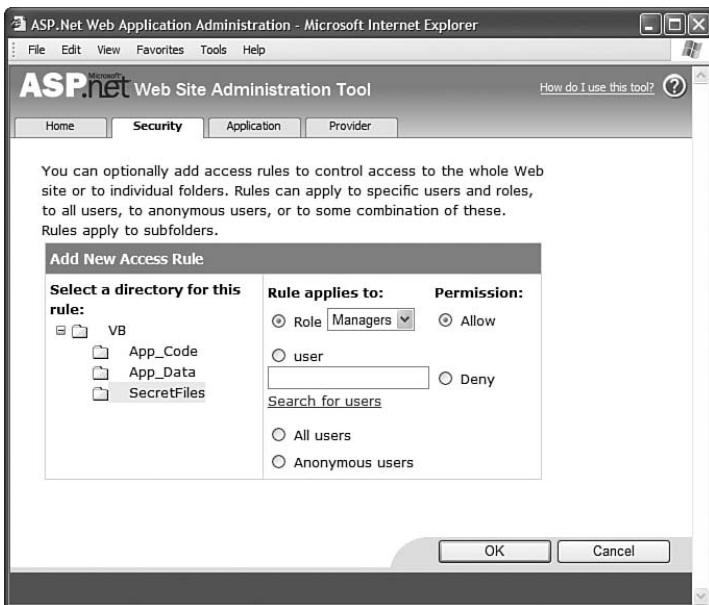 ASP.Net Web Application Administration - Microsoft Internet Explorer
File Edit View Favorites Tools Help
Microsoft
ASP.net Web Site Administration Tool
How do I use this tool? ?
Home Security Application Provider
You can optionally add access rules to control access to the whole Web
site or to individual folders. Rules can apply to specific users and roles,
to all users, to anonymous users, or to some combination of these.
Rules apply to subfolders.
Add New Access Rule
Select a directory for this
rule:
VB
App_Code
App_Data
SecretFiles
Rule applies to:
Role Managers
user
Search for users
All users
Anonymous users
Permission:
Allow
Deny
OK Cancel